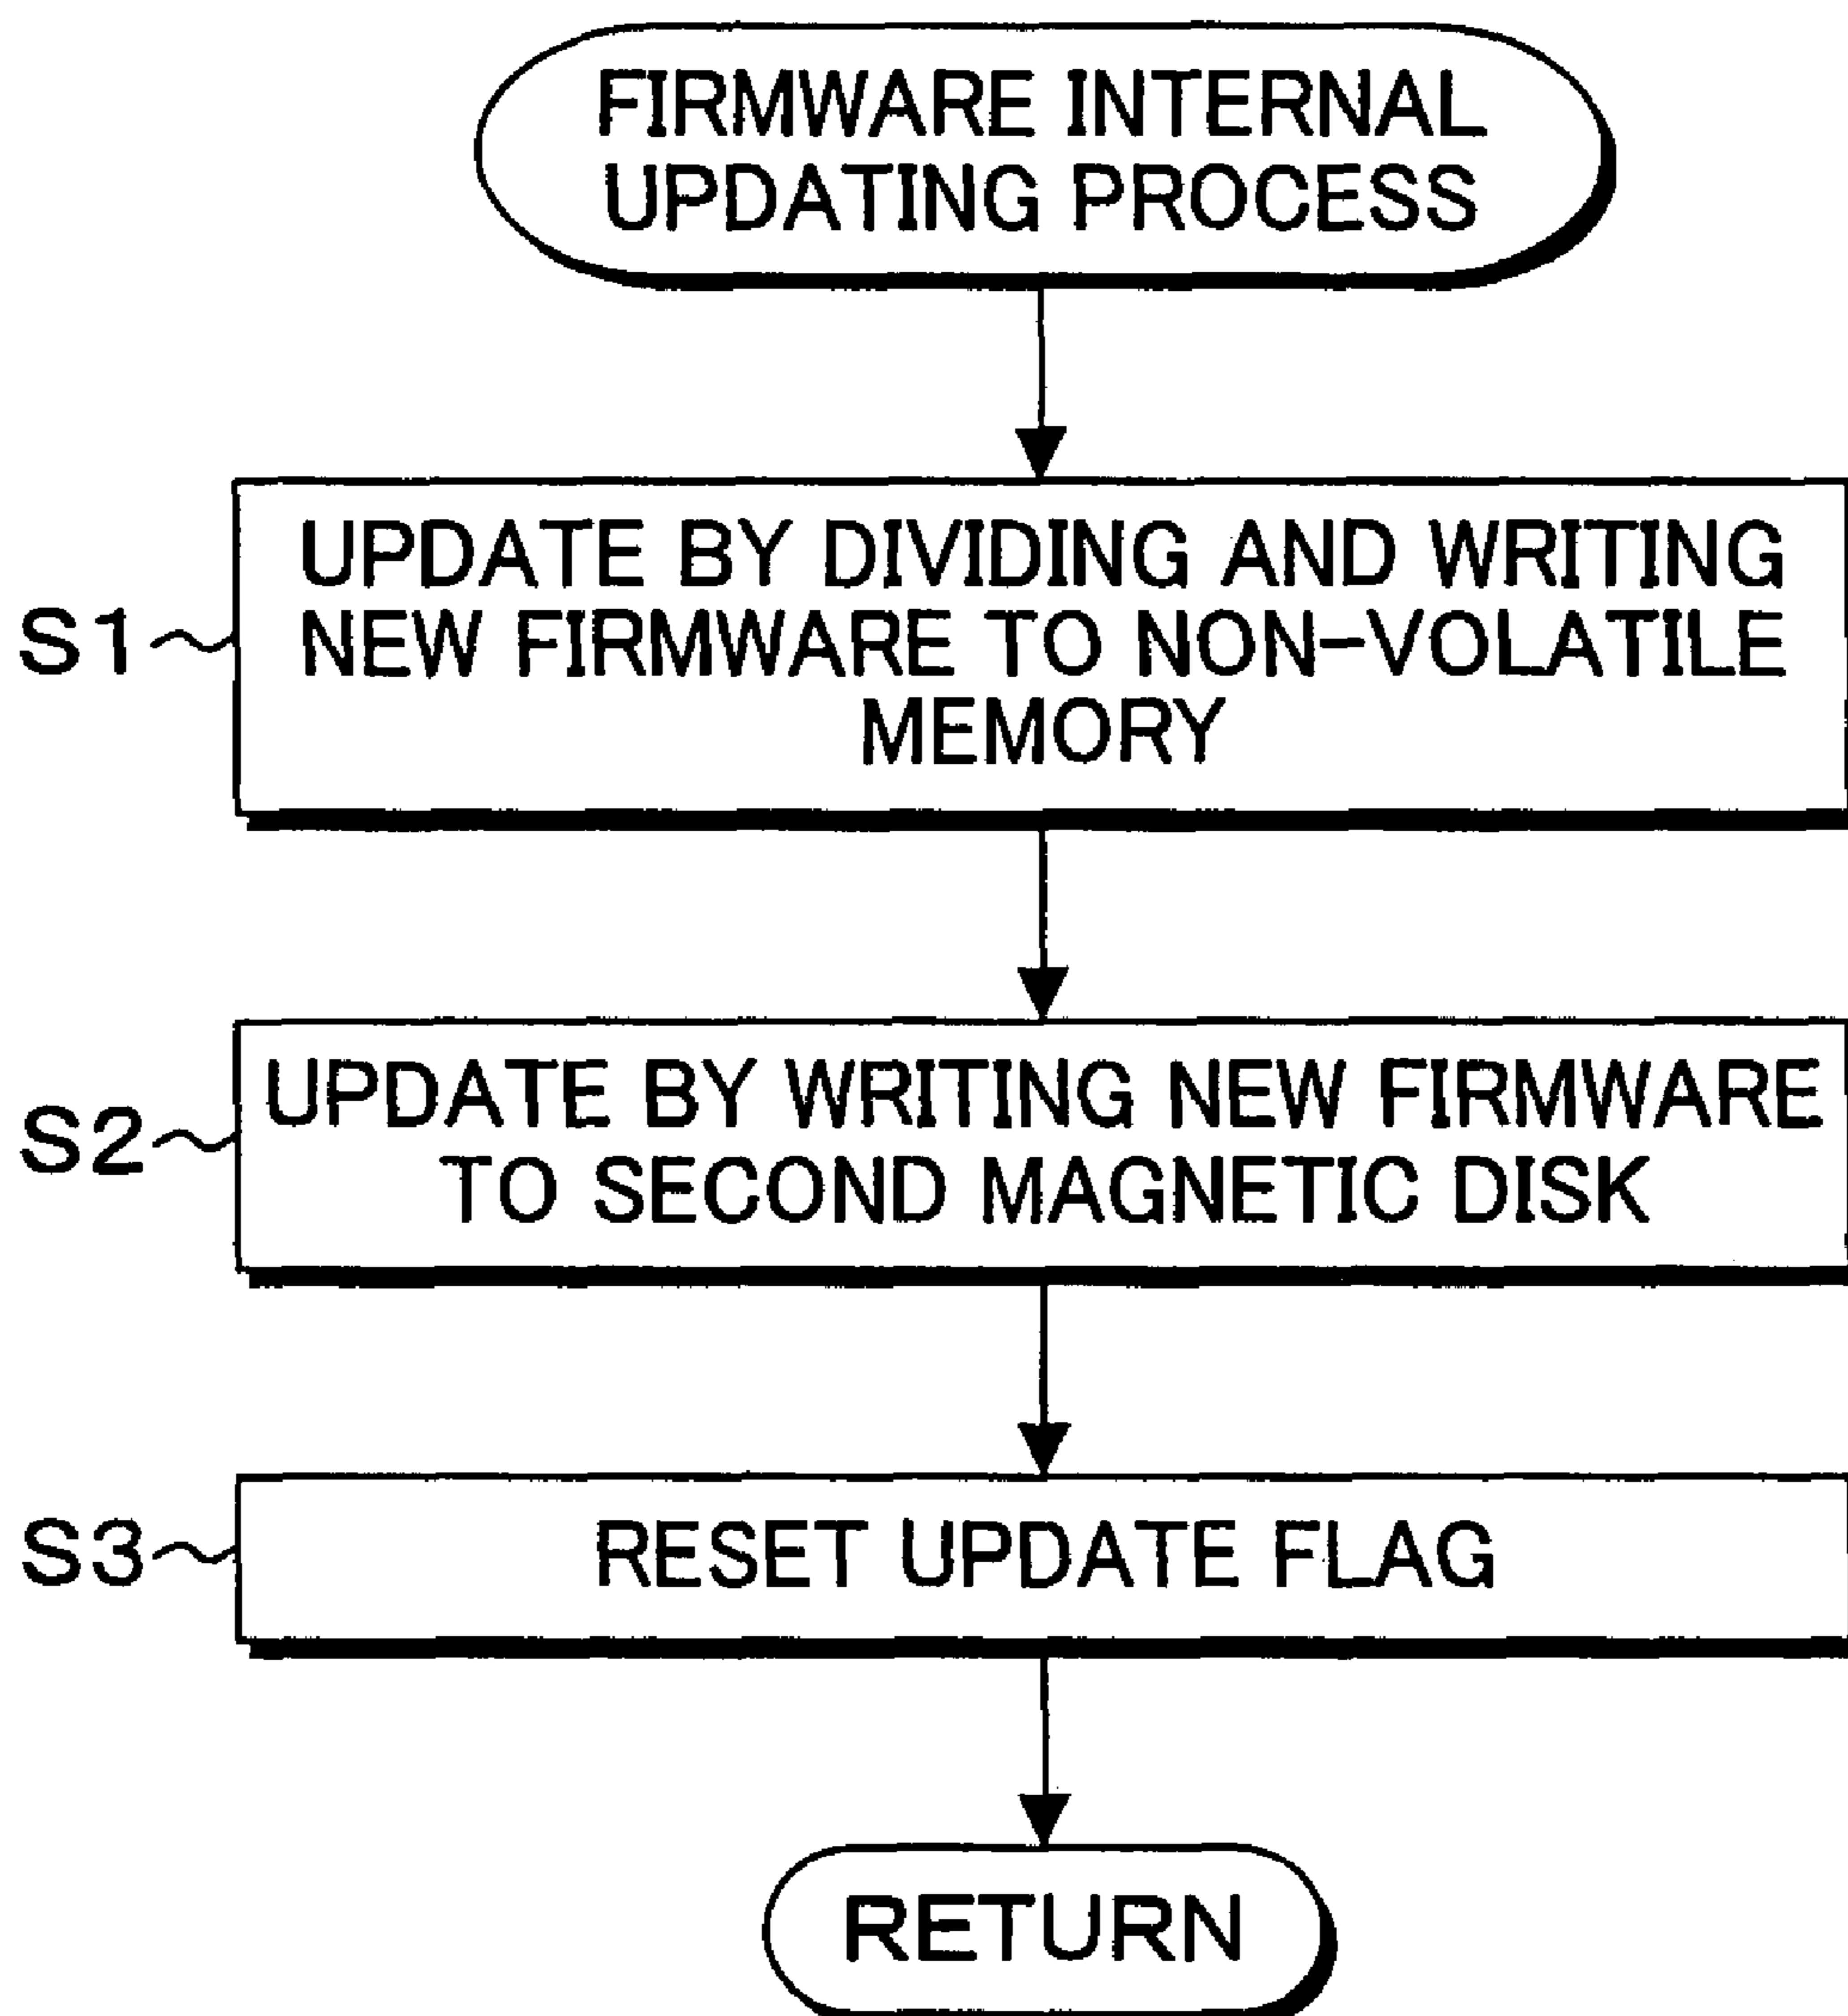 FIRMWARE INTERNAL
UPDATING PROCESS
S1
UPDATE BY DIVIDING AND WRITING
NEW FIRMWARE TO NON-VOLATILE
MEMORY
S2
UPDATE BY WRITING NEW FIRMWARE
TO SECOND MAGNETIC DISK
S3
RESET UPDATE FLAG
RETURN